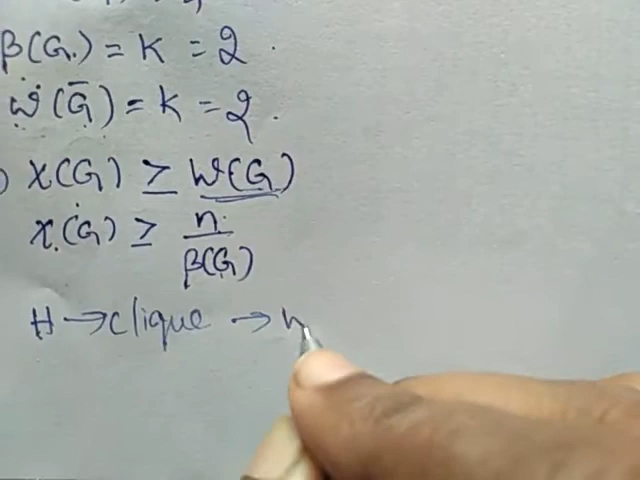 β(G) = K = 2.
W(G̅) = K = 2.
) χ(G) ≥ W(G)
χ(G) ≥ n/β(G)
H → clique →